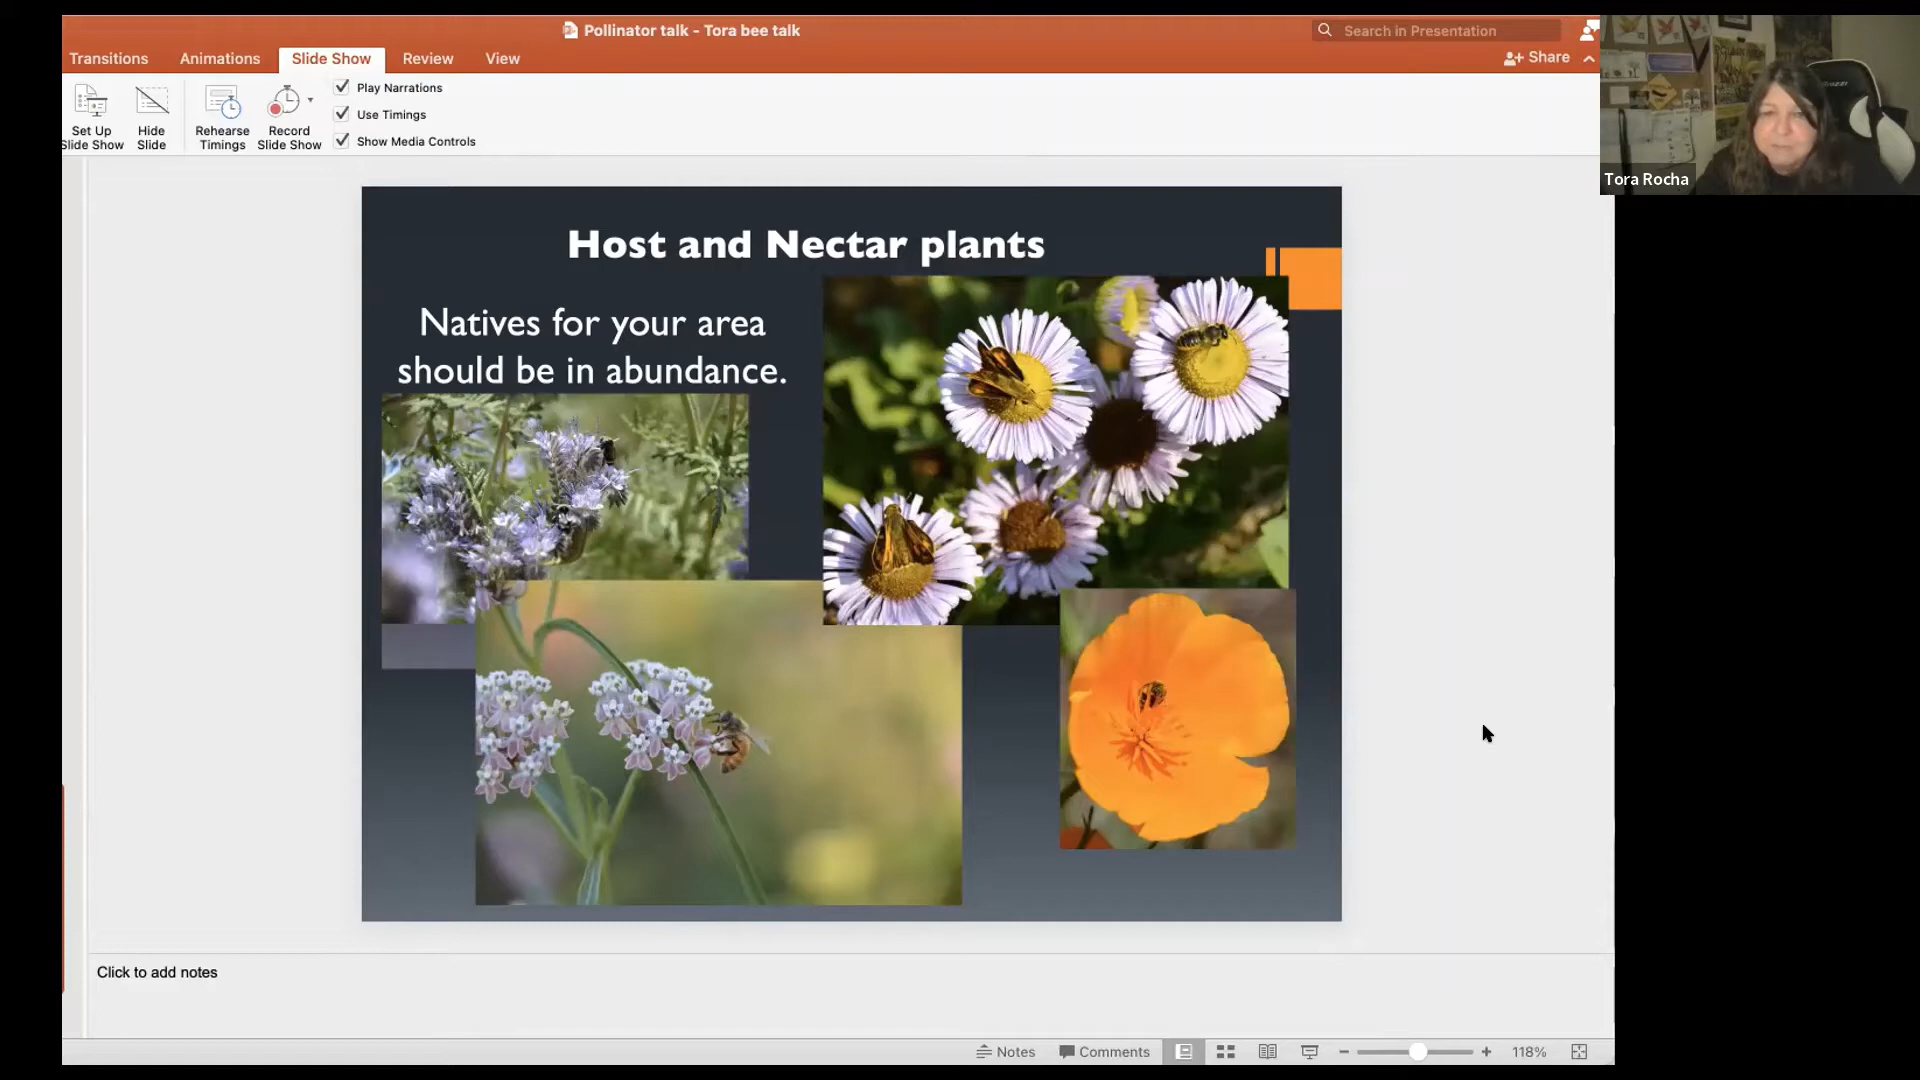 Pollinator talk - Tora bee talk
Search in Presentation
Transitions
Animations
Slide Show
Review
View
Share
Set Up
Slide Show
Hide
Slide
Rehearse
Timings
Record
Slide Show
Play Narrations
Use Timings
Show Media Controls
Tora Rocha
Host and Nectar plants
Natives for your area
should be in abundance.
Click to add notes
Notes
Comments
118%